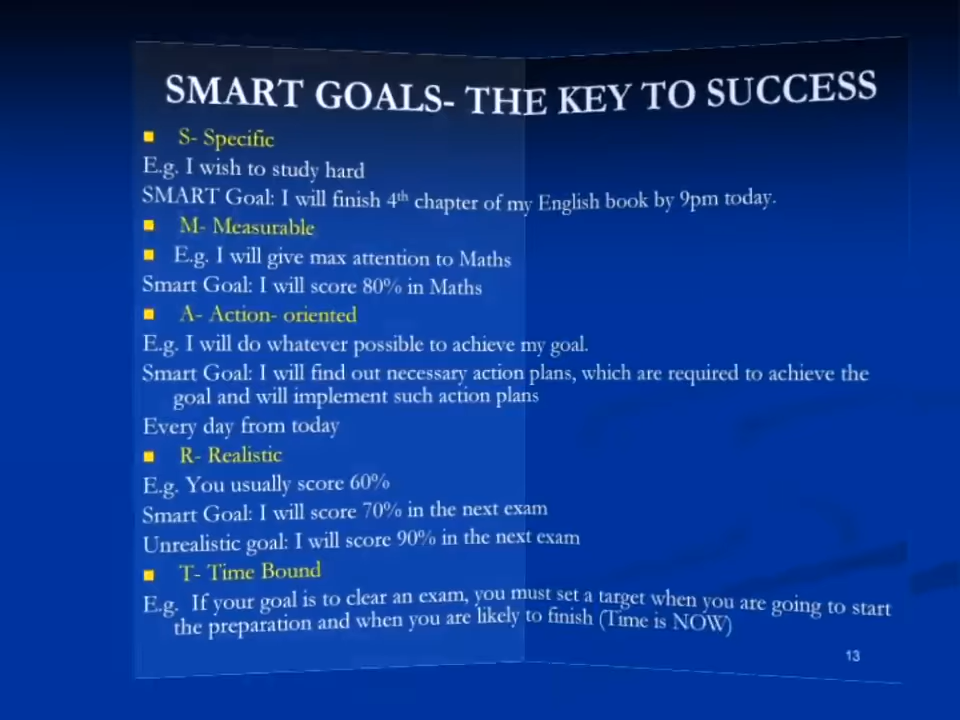 SMART GOALS- THE KEY TO SUCCESS
S- Specific
E.g. I wish to study hard
SMART Goal: I will finish 4th chapter of my English book by 9pm today.
M- Measurable
E.g. I will give max attention to Maths
Smart Goal: I will score 80% in Maths
A- Action- oriented
E.g. I will do whatever possible to achieve my goal.
Smart Goal: I will find out necessary action plans, which are required to achieve the
goal and will implement such action plans
Every day from today
R- Realistic
E.g. You usually score 60%
Smart Goal: I will score 70% in the next exam
Unrealistic goal: I will score 90% in the next exam
T- Time Bound
E.g. If your goal is to clear an exam, you must set a target when you are going to start
the preparation and when you are likely to finish (Time is NOW)
13